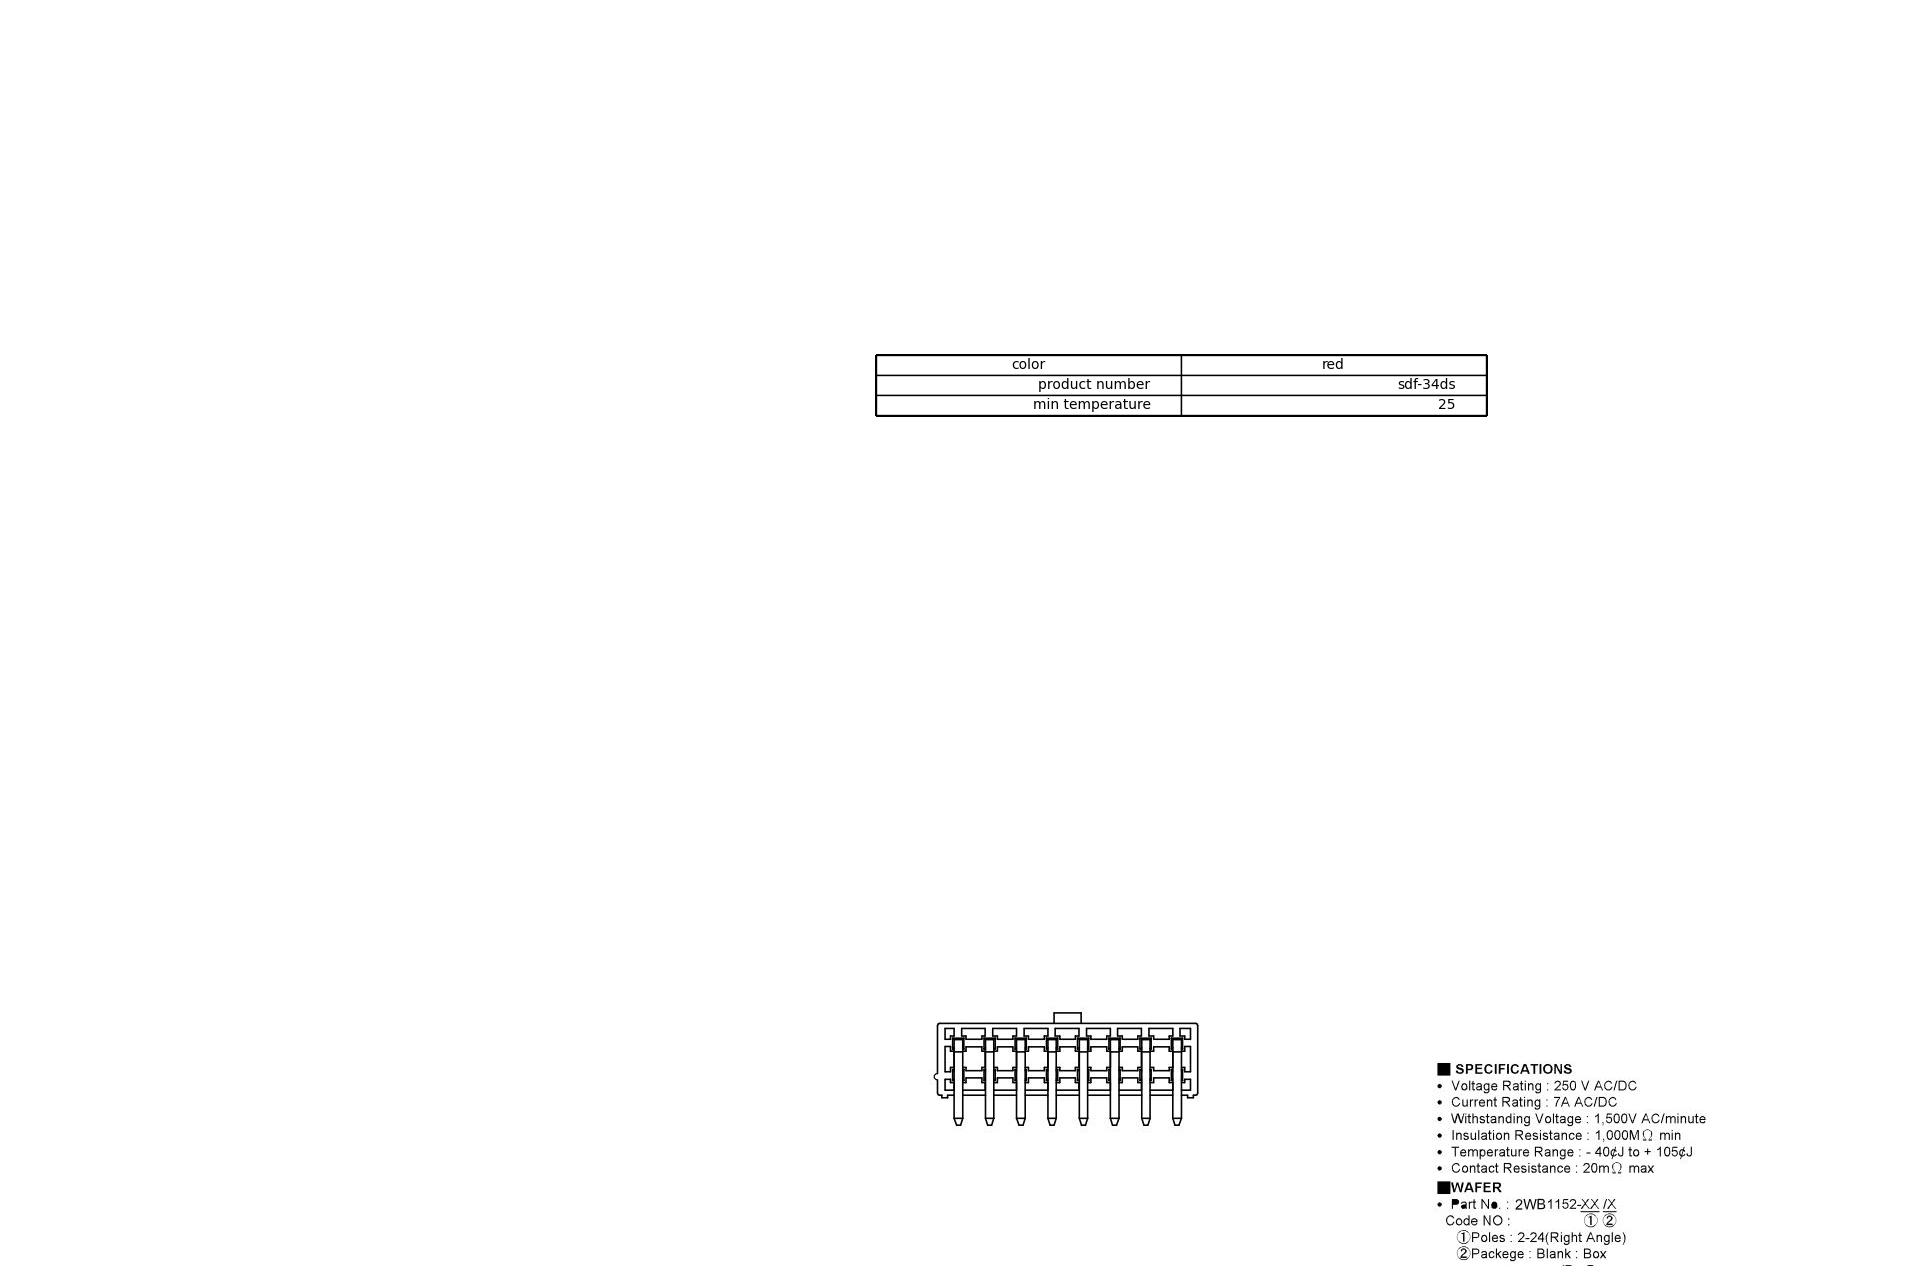 color red
product number sdf-34ds
min temperature 25
■ SPECIFICATIONS
• Voltage Rating : 250 V AC/DC
• Current Rating : 7A AC/DC
• Withstanding Voltage : 1,500V AC/minute
• Insulation Resistance : 1,000MΩ min
• Temperature Range : - 40¢J to + 105¢J
• Contact Resistance : 20mΩ max
■WAFER
• Part No. : 2WB1152-XX /X
Code NO : ① ②
①Poles : 2-24(Right Angle)
②Packege : Blank : Box